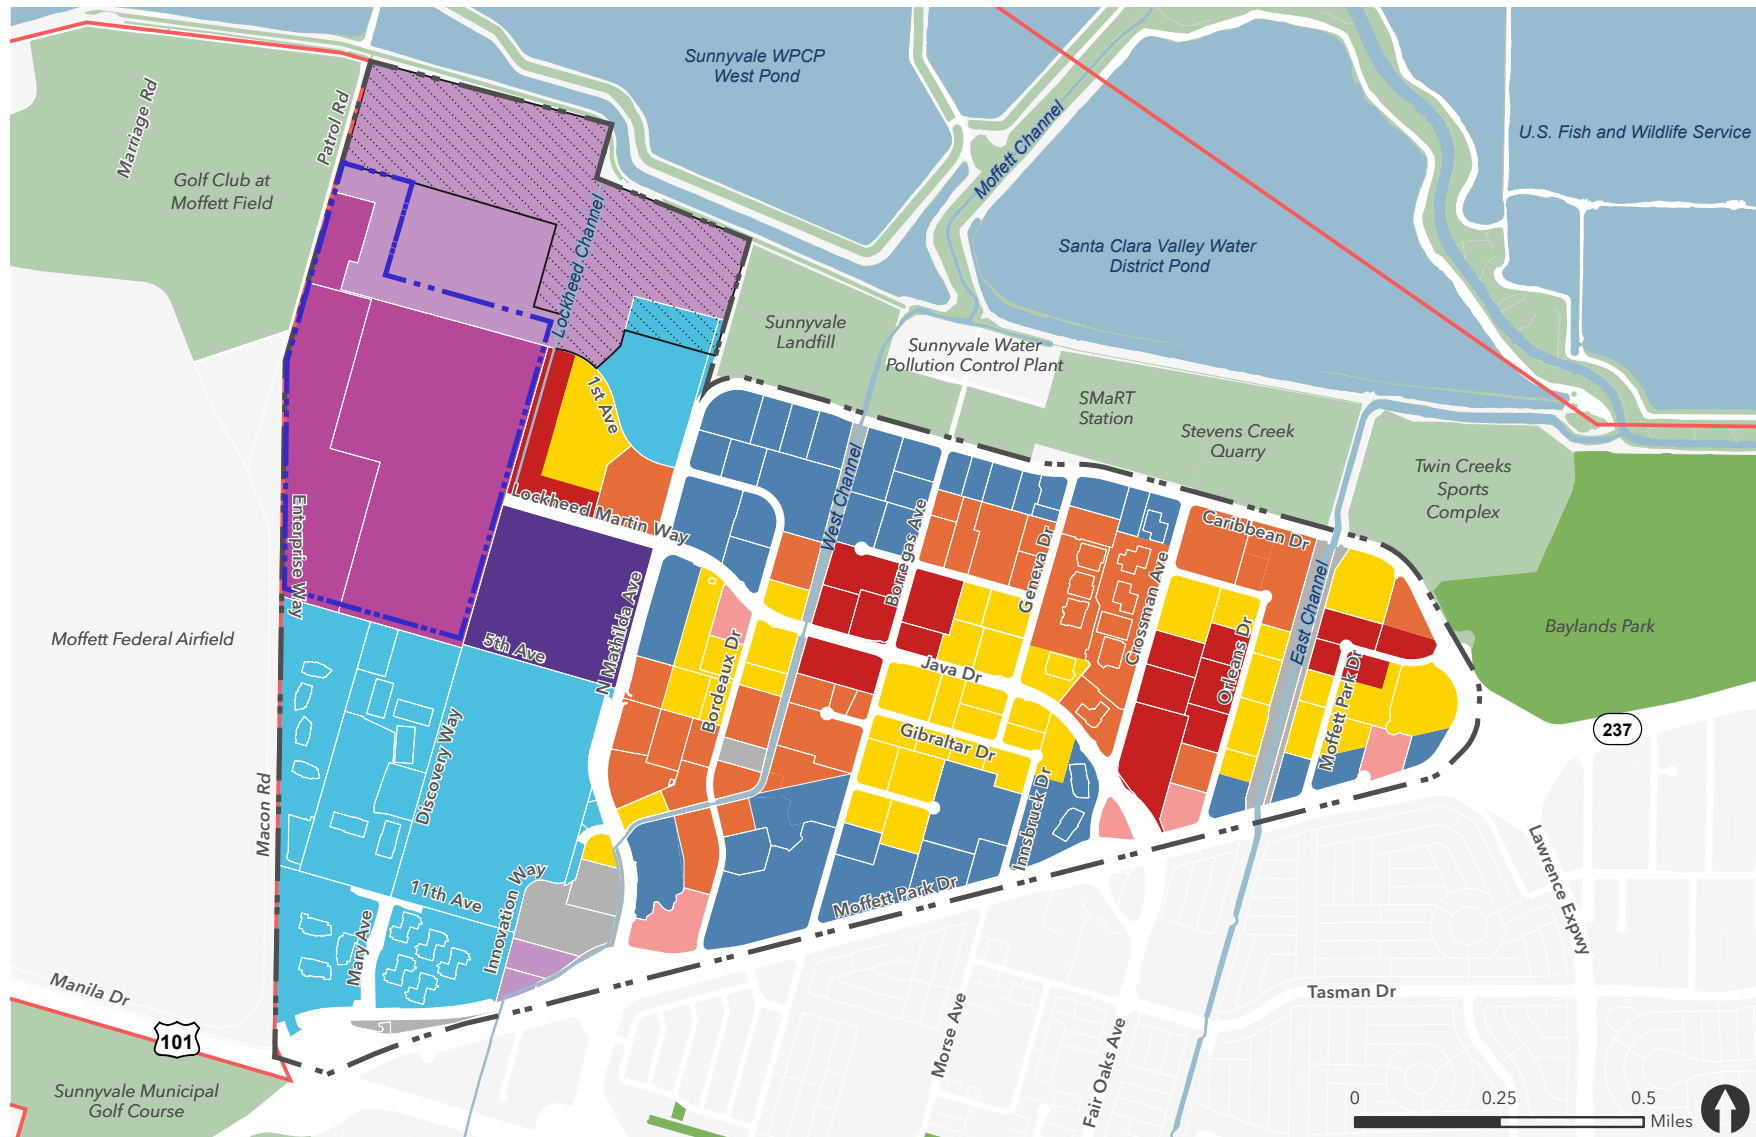 Sunnyvale WPCP
West Pond
Marriage Rd
Patrol Rd
Moffett Channel
U.S. Fish and Wildlife Service
Golf Club at
Moffett Field
Lockheed Channel
Santa Clara Valley Water
District Pond
Sunnyvale
Landfill
Sunnyvale Water
Pollution Control Plant
SMaRT
Station
Stevens Creek
Quarry
Twin Creeks
Sports
Complex
1st Ave
Lockheed Martin Way
West Channel
Borregas Ave
Geneva Dr
Crossman Ave
Caribbean Dr
East Channel
Enterprise Way
Moffett Federal Airfield
5th Ave
N Mathilda Ave
Bordeaux Dr
Java Dr
Orleans Dr
Moffett Park Dr
Baylands Park
237
Gibraltar Dr
Innsbruck Dr
Discovery Way
Macon Rd
11th Ave
Innovation Way
Mary Ave
Moffett Park Dr
Lawrence Expwy
Manila Dr
101
Tasman Dr
Morse Ave
Fair Oaks Ave
Sunnyvale Municipal
Golf Course
0 0.25 0.5
Miles